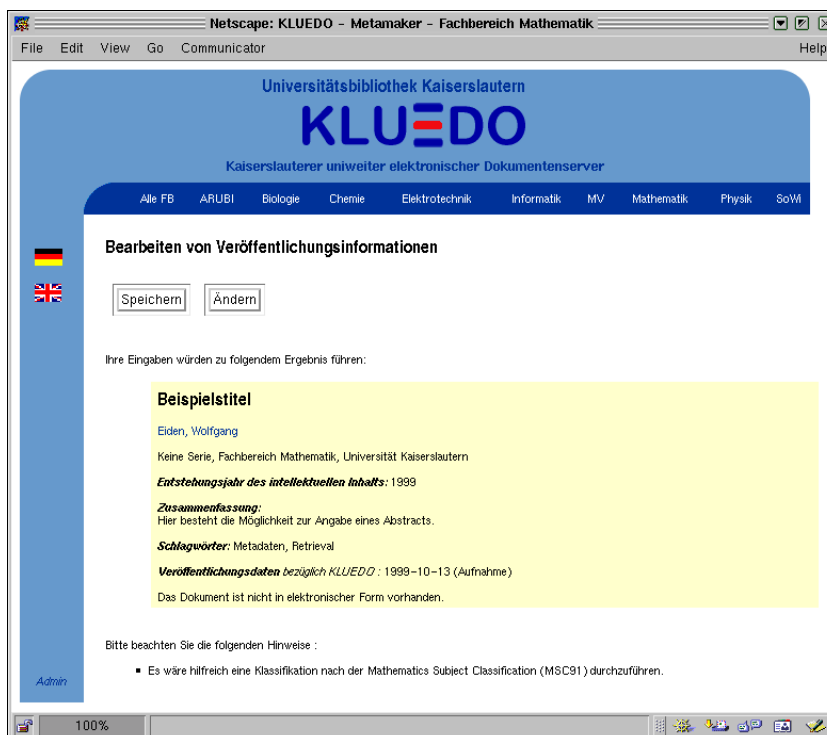 Netscape: KLUEDO – Metamaker – Fachbereich Mathematik
File Edit View Go Communicator Help
Universitätsbibliothek Kaiserslautern
KLUEDO
Kaiserslauterer uniweiter elektronischer Dokumentenserver
Alle FB ARUBI Biologie Chemie Elektrotechnik Informatik MV Mathematik Physik SoWi
Bearbeiten von Veröffentlichungsinformationen
Speichern Ändern
Ihre Eingaben würden zu folgendem Ergebnis führen:
Beispielstitel
Eiden, Wolfgang
Keine Serie, Fachbereich Mathematik, Universität Kaiserslautern
Entstehungsjahr des intellektuellen Inhalts: 1999
Zusammenfassung:
Hier besteht die Möglichkeit zur Angabe eines Abstracts.
Schlagwörter: Metadaten, Retrieval
Veröffentlichungsdaten bezüglich KLUEDO : 1999–10–13 (Aufnahme)
Das Dokument ist nicht in elektronischer Form vorhanden.
Bitte beachten Sie die folgenden Hinweise :
Es wäre hilfreich eine Klassifikation nach der Mathematics Subject Classification (MSC91) durchzuführen.
Admin
100%